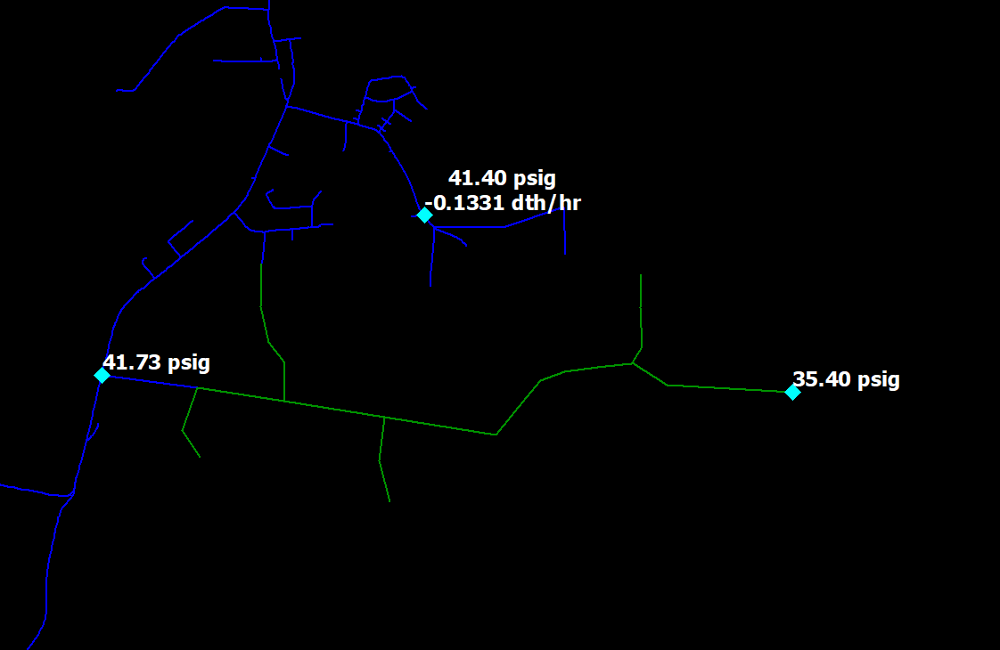 41.40 psig
-0.1331 dth/hr
41.73 psig
35.40 psig